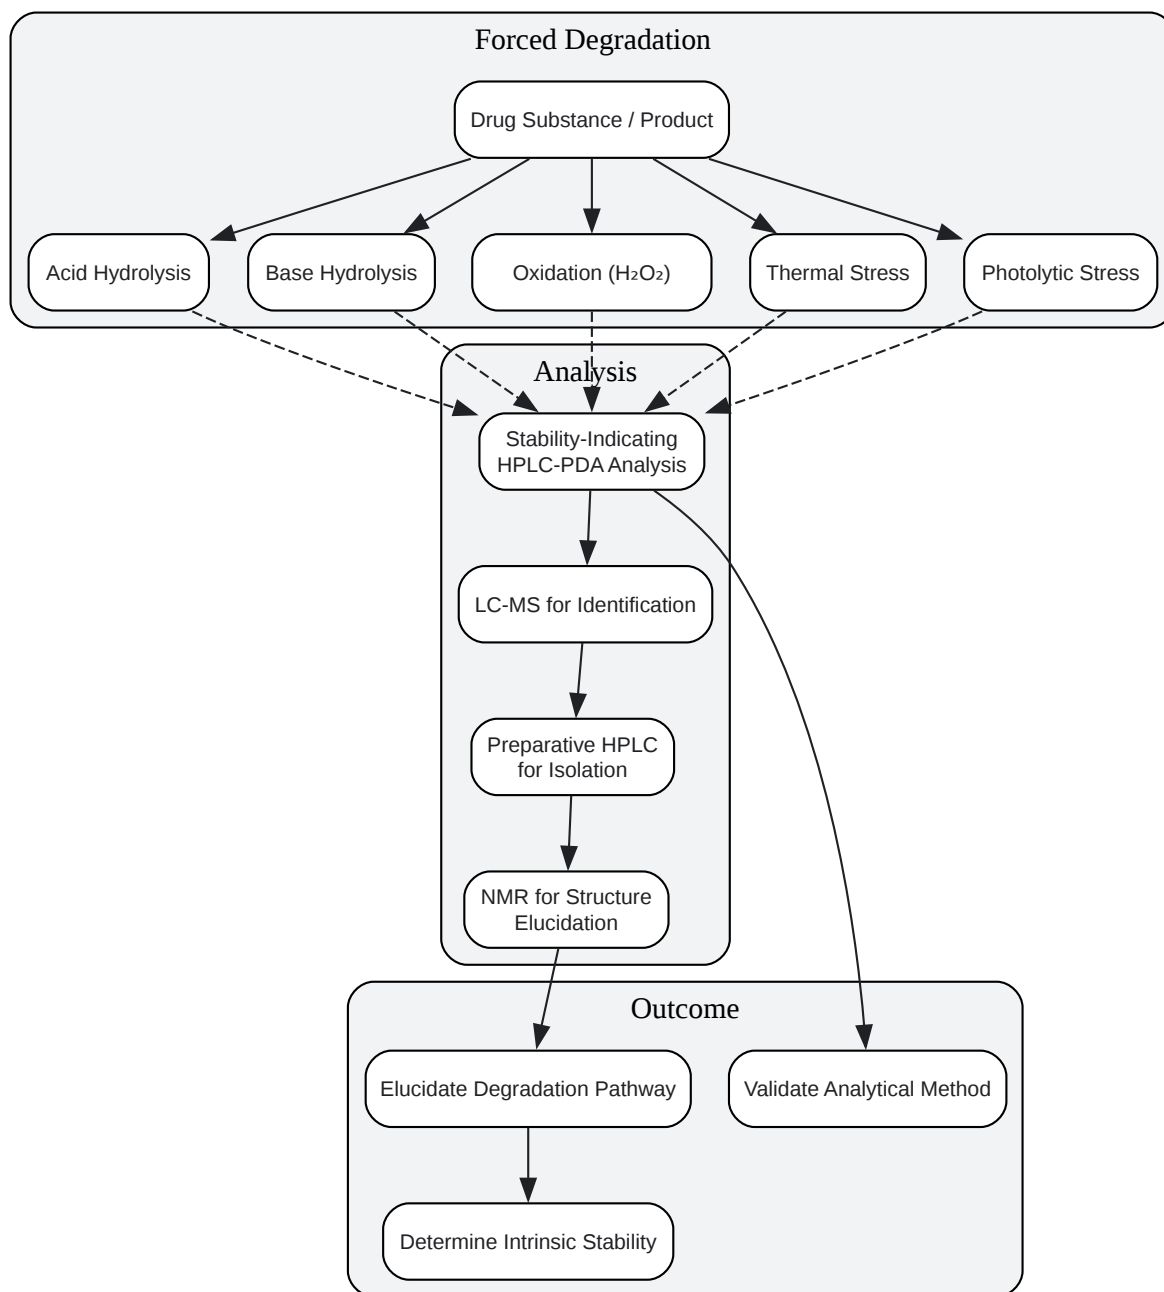 Forced Degradation
Drug Substance / Product
Acid Hydrolysis
Base Hydrolysis
Oxidation (H₂O₂)
Thermal Stress
Photolytic Stress
Analysis
Stability-Indicating
HPLC-PDA Analysis
LC-MS for Identification
Preparative HPLC
for Isolation
NMR for Structure
Elucidation
Outcome
Elucidate Degradation Pathway
Validate Analytical Method
Determine Intrinsic Stability